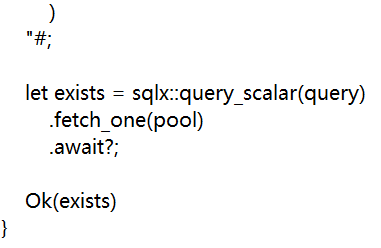 )
    "#;

    let exists = sqlx::query_scalar(query)
        .fetch_one(pool)
        .await?;

    Ok(exists)
}